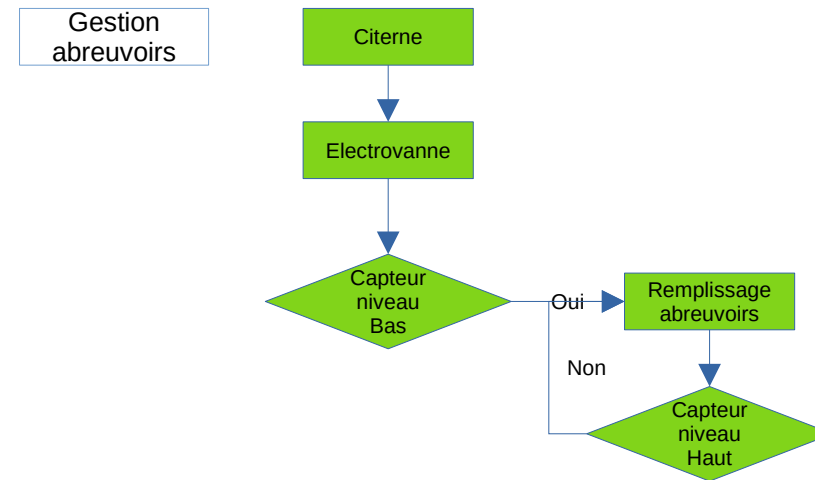 Gestion
abreuvoirs
Citerne
Electrovanne
Capteur
niveau
Bas
Oui
Remplissage
abreuvoirs
Non
Capteur
niveau
Haut